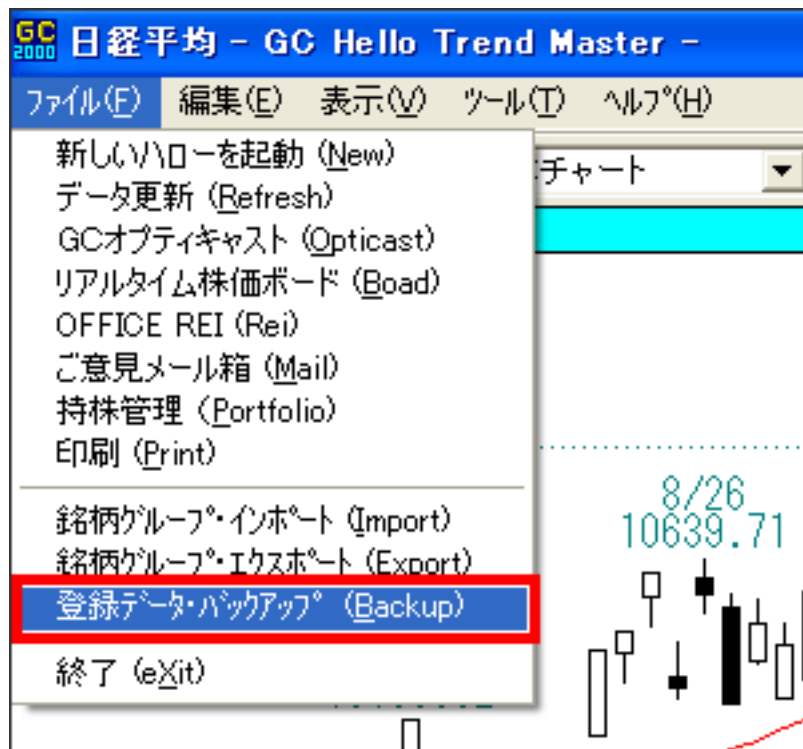 GC 2000 日経平均 - GC Hello Trend Master -
ファイル(F) 編集(E) 表示(V) ツール(T) ヘルプ(H)
新しいハローを起動 (New)
チャート
データ更新 (Refresh)
GCオプティキャスト (Opticast)
リアルタイム株価ボード (Boad)
OFFICE REI (Rei)
ご意見メール箱 (Mail)
持株管理 (Portfolio)
印刷 (Print)
銘柄グループ・インポート (Import)
銘柄グループ・エクスポート (Export)
登録データ・バックアップ (Backup)
終了 (eXit)
8/26
10639.71